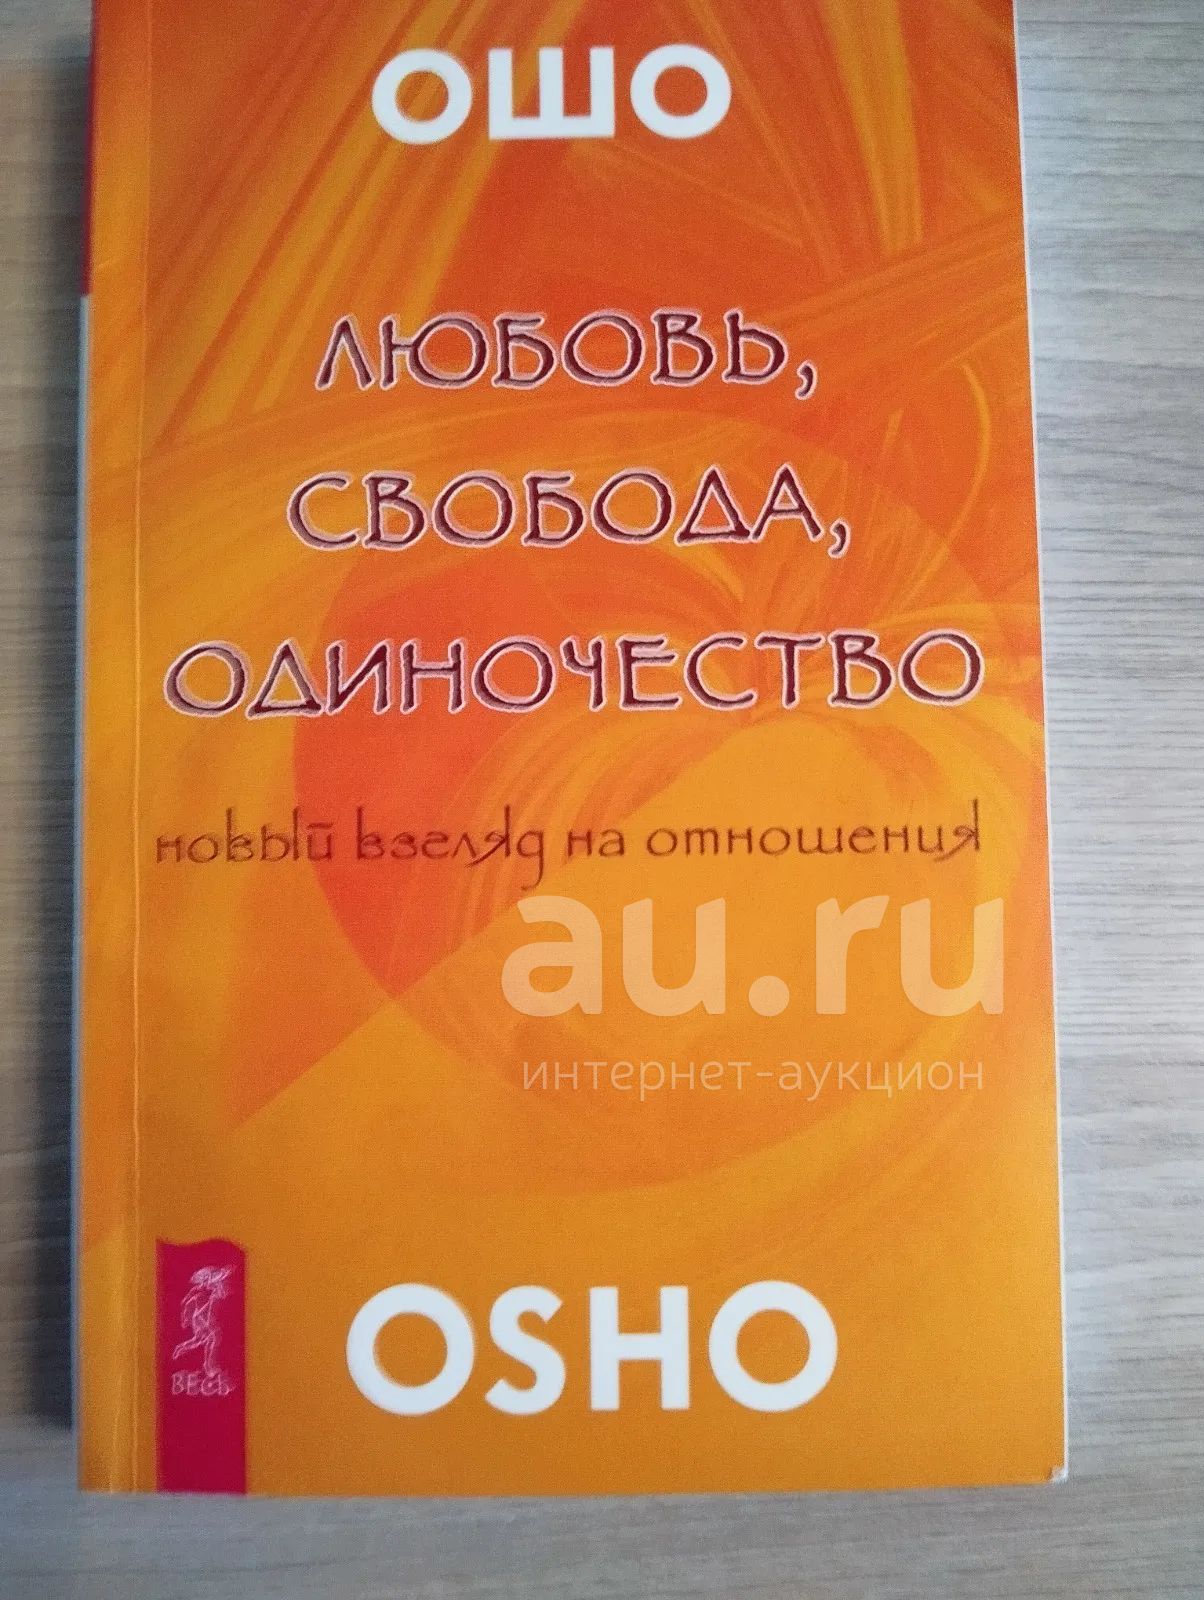 ОШО
ЛЮБОВЬ,
СВОБОДА,
ОДИНОЧЕСТВО
новый взгляд на отношения
au.ru
интернет-аукцион
ВЕСЬ
OSHO